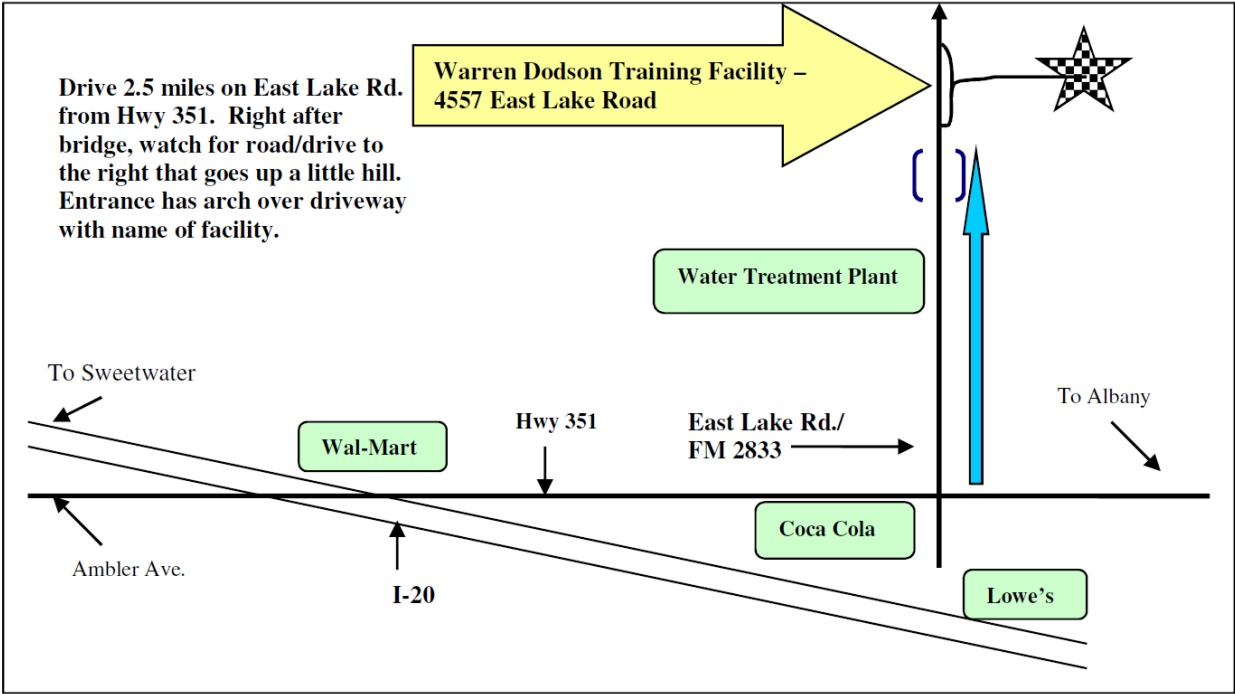 Drive 2.5 miles on East Lake Rd.
from Hwy 351.  Right after
bridge, watch for road/drive to
the right that goes up a little hill.
Entrance has arch over driveway
with name of facility.
Warren Dodson Training Facility –
4557 East Lake Road
Water Treatment Plant
To Sweetwater
Wal-Mart
Hwy 351
East Lake Rd./
FM 2833
To Albany
Coca Cola
Ambler Ave.
I-20
Lowe’s